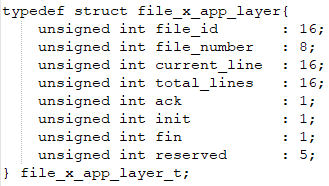 typedef struct file_x_app_layer{
unsigned int file_id : 16;
unsigned int file_number : 8;
unsigned int current_line : 16;
unsigned int total_lines : 16;
unsigned int ack : 1;
unsigned int init : 1;
unsigned int fin : 1;
unsigned int reserved : 5;
} file_x_app_layer_t;